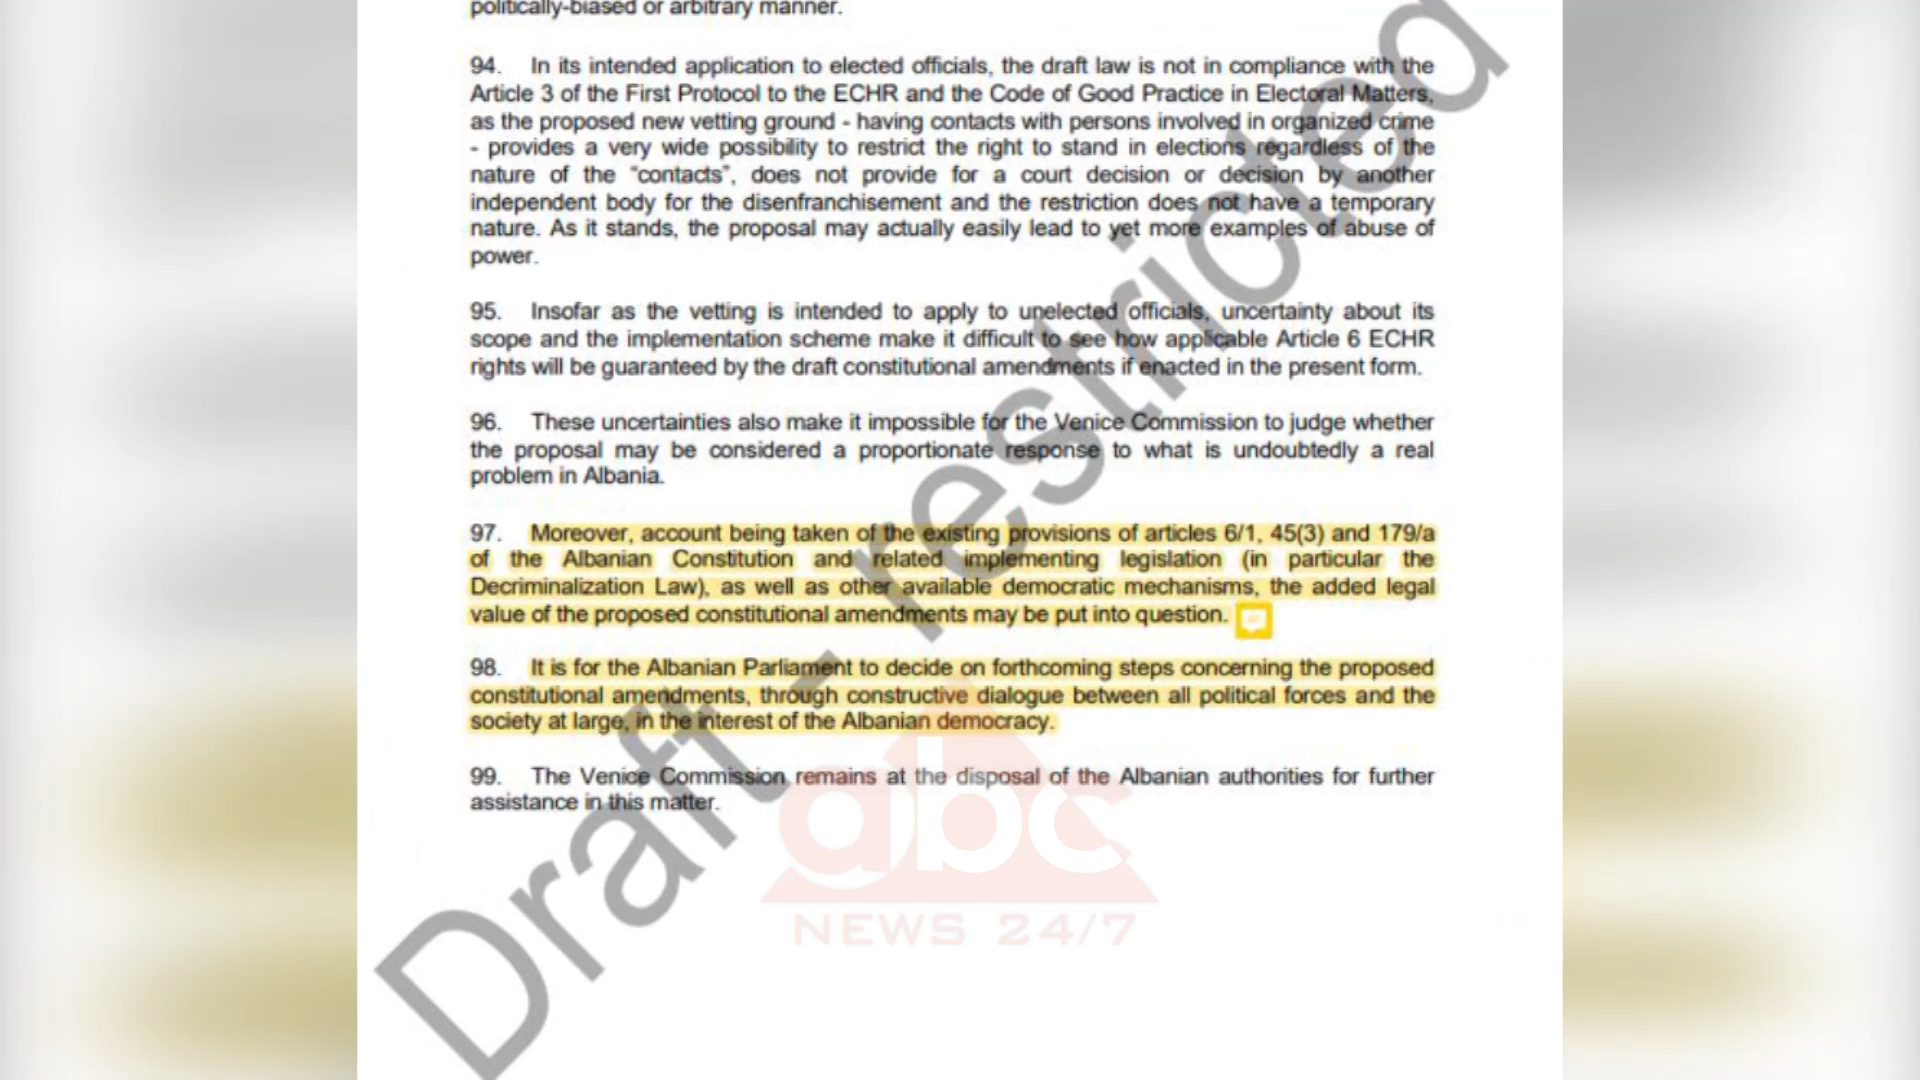 politically-biased or arbitrary manner.
94. In its intended application to elected officials, the draft law is not in compliance with the
Article 3 of the First Protocol to the ECHR and the Code of Good Practice in Electoral Matters,
as the proposed new vetting ground - having contacts with persons involved in organized crime
- provides a very wide possibility to restrict the right to stand in elections regardless of the
nature of the "contacts", does not provide for a court decision or decision by another
independent body for the disenfranchisement and the restriction does not have a temporary
nature. As it stands, the proposal may actually easily lead to yet more examples of abuse of
power.
95. Insofar as the vetting is intended to apply to unelected officials, uncertainty about its
scope and the implementation scheme make it difficult to see how applicable Article 6 ECHR
rights will be guaranteed by the draft constitutional amendments if enacted in the present form.
96. These uncertainties also make it impossible for the Venice Commission to judge whether
the proposal may be considered a proportionate response to what is undoubtedly a real
problem in Albania.
97. Moreover, account being taken of the existing provisions of articles 6/1, 45(3) and 179/a
of the Albanian Constitution and related implementing legislation (in particular the
Decriminalization Law), as well as other available democratic mechanisms, the added legal
value of the proposed constitutional amendments may be put into question.
98. It is for the Albanian Parliament to decide on forthcoming steps concerning the proposed
constitutional amendments, through constructive dialogue between all political forces and the
society at large, in the interest of the Albanian democracy.
99. The Venice Commission remains at the disposal of the Albanian authorities for further
assistance in this matter.
Draft - restricted
abc
NEWS 24/7